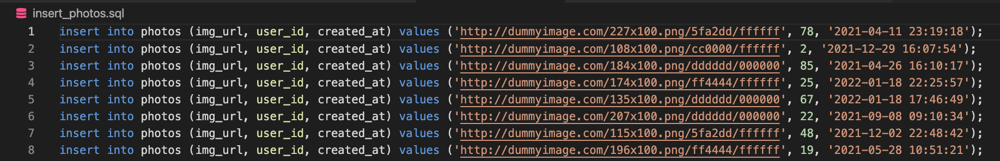 insert_photos.sql
1 insert into photos (img_url, user_id, created_at) values ('http://dummyimage.com/227x100.png/5fa2dd/ffffff', 78, '2021-04-11 23:19:18');
2 insert into photos (img_url, user_id, created_at) values ('http://dummyimage.com/108x100.png/cc0000/ffffff', 2, '2021-12-29 16:07:54');
3 insert into photos (img_url, user_id, created_at) values ('http://dummyimage.com/184x100.png/dddddd/000000', 85, '2021-04-26 16:10:17');
4 insert into photos (img_url, user_id, created_at) values ('http://dummyimage.com/174x100.png/ff4444/ffffff', 25, '2022-01-18 22:25:57');
5 insert into photos (img_url, user_id, created_at) values ('http://dummyimage.com/135x100.png/dddddd/000000', 67, '2022-01-18 17:46:49');
6 insert into photos (img_url, user_id, created_at) values ('http://dummyimage.com/207x100.png/dddddd/000000', 22, '2021-09-08 09:10:34');
7 insert into photos (img_url, user_id, created_at) values ('http://dummyimage.com/115x100.png/5fa2dd/ffffff', 48, '2021-12-02 22:48:42');
8 insert into photos (img_url, user_id, created_at) values ('http://dummyimage.com/196x100.png/ff4444/ffffff', 19, '2021-05-28 10:51:21');